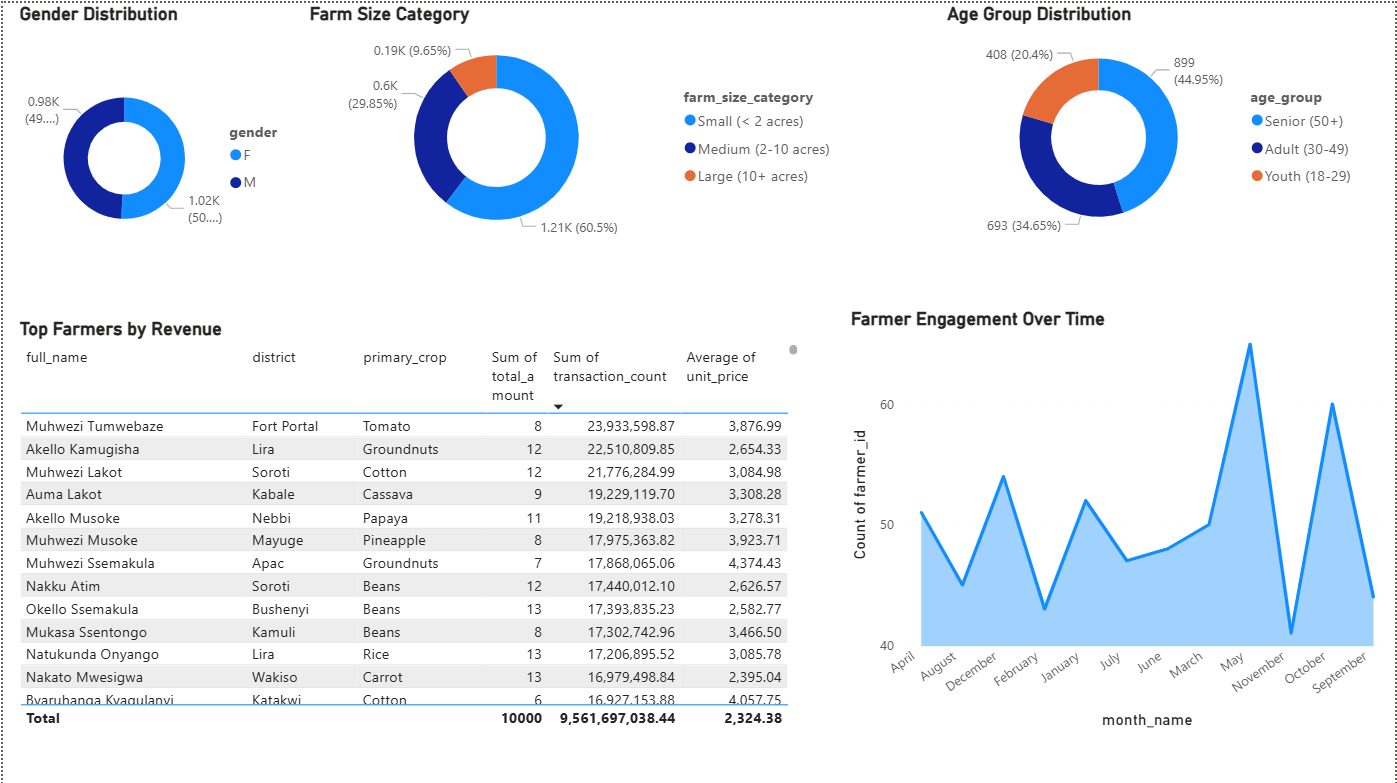 Gender Distribution
0.98K
(49....)
1.02K
(50....)
gender
F
M
Farm Size Category
0.19K (9.65%)
0.6K
(29.85%)
1.21K (60.5%)
farm_size_category
Small (< 2 acres)
Medium (2-10 acres)
Large (10+ acres)
Age Group Distribution
408 (20.4%)
899
(44.95%)
693 (34.65%)
age_group
Senior (50+)
Adult (30-49)
Youth (18-29)
Top Farmers by Revenue
full_name district primary_crop Sum of total_amount Sum of transaction_count Average of unit_price
Muhwezi Tumwebaze Fort Portal Tomato 8 23,933,598.87 3,876.99
Akello Kamugisha Lira Groundnuts 12 22,510,809.85 2,654.33
Muhwezi Lakot Soroti Cotton 12 21,776,284.99 3,084.98
Auma Lakot Kabale Cassava 9 19,229,119.70 3,308.28
Akello Musoke Nebbi Papaya 11 19,218,938.03 3,278.31
Muhwezi Musoke Mayuge Pineapple 8 17,975,363.82 3,923.71
Muhwezi Ssemakula Apac Groundnuts 7 17,868,065.06 4,374.43
Nakku Atim Soroti Beans 12 17,440,012.10 2,626.57
Okello Ssemakula Bushenyi Beans 13 17,393,835.23 2,582.77
Mukasa Ssentongo Kamuli Beans 8 17,302,742.96 3,466.50
Natukunda Onyango Lira Rice 13 17,206,895.52 3,085.78
Nakato Mwesigwa Wakiso Carrot 13 16,979,498.84 2,395.04
Byaruhanga Kyagulanyi Katakwi Cotton 6 16,927,153.88 4,057.75
Total 10000 9,561,697,038.44 2,324.38
Farmer Engagement Over Time
Count of farmer_id
60
50
40
April August December February January July June March May November October September
month_name